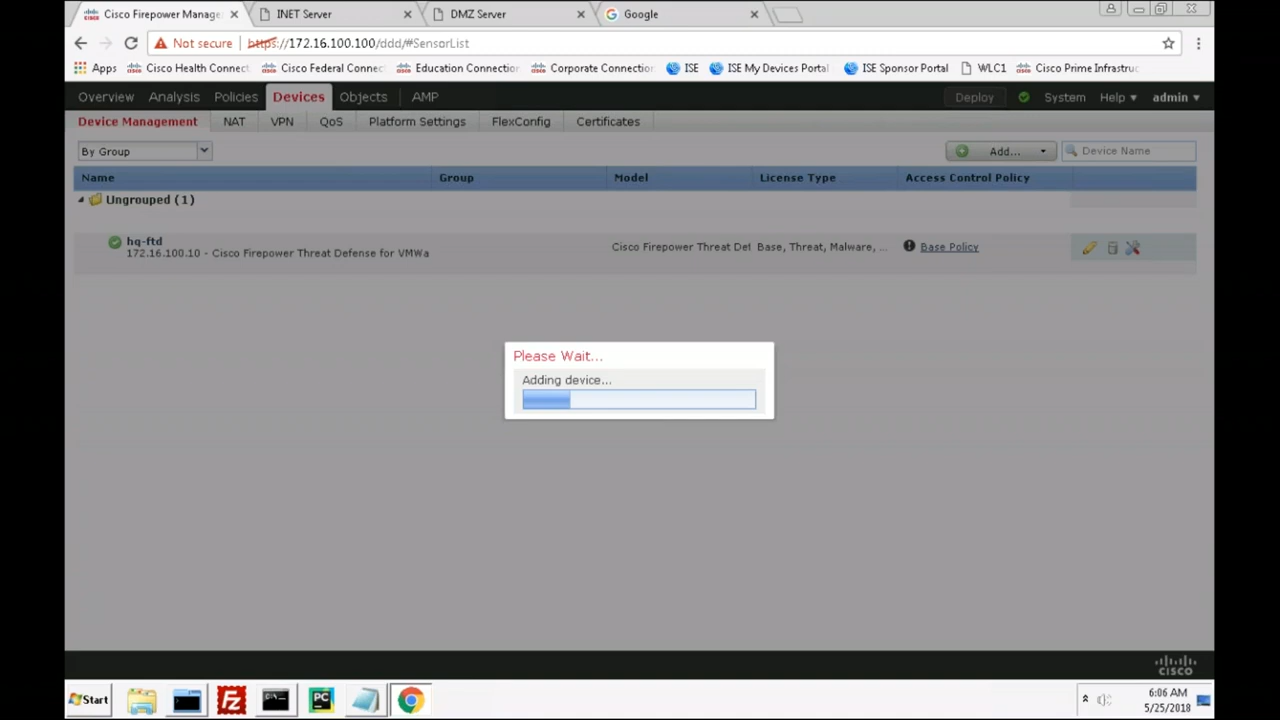 Cisco Firepower Manage
INET Server
DMZ Server
Google
Not secure | https://172.16.100.100/ddd/#SensorList
Apps Cisco Health Connect Cisco Federal Connec Education Connection Corporate Connection ISE ISE My Devices Portal ISE Sponsor Portal WLC1 Cisco Prime Infrastruc
Overview Analysis Policies Devices Objects AMP Deploy System Help admin
Device Management NAT VPN QoS Platform Settings FlexConfig Certificates
By Group Add... Device Name
Name Group Model License Type Access Control Policy
Ungrouped (1)
hq-ftd
172.16.100.10 - Cisco Firepower Threat Defense for VMWa Cisco Firepower Threat Def Base, Threat, Malware, ... Base Policy
Please Wait...
Adding device...
CISCO
Start PC 6:06 AM
5/25/2018